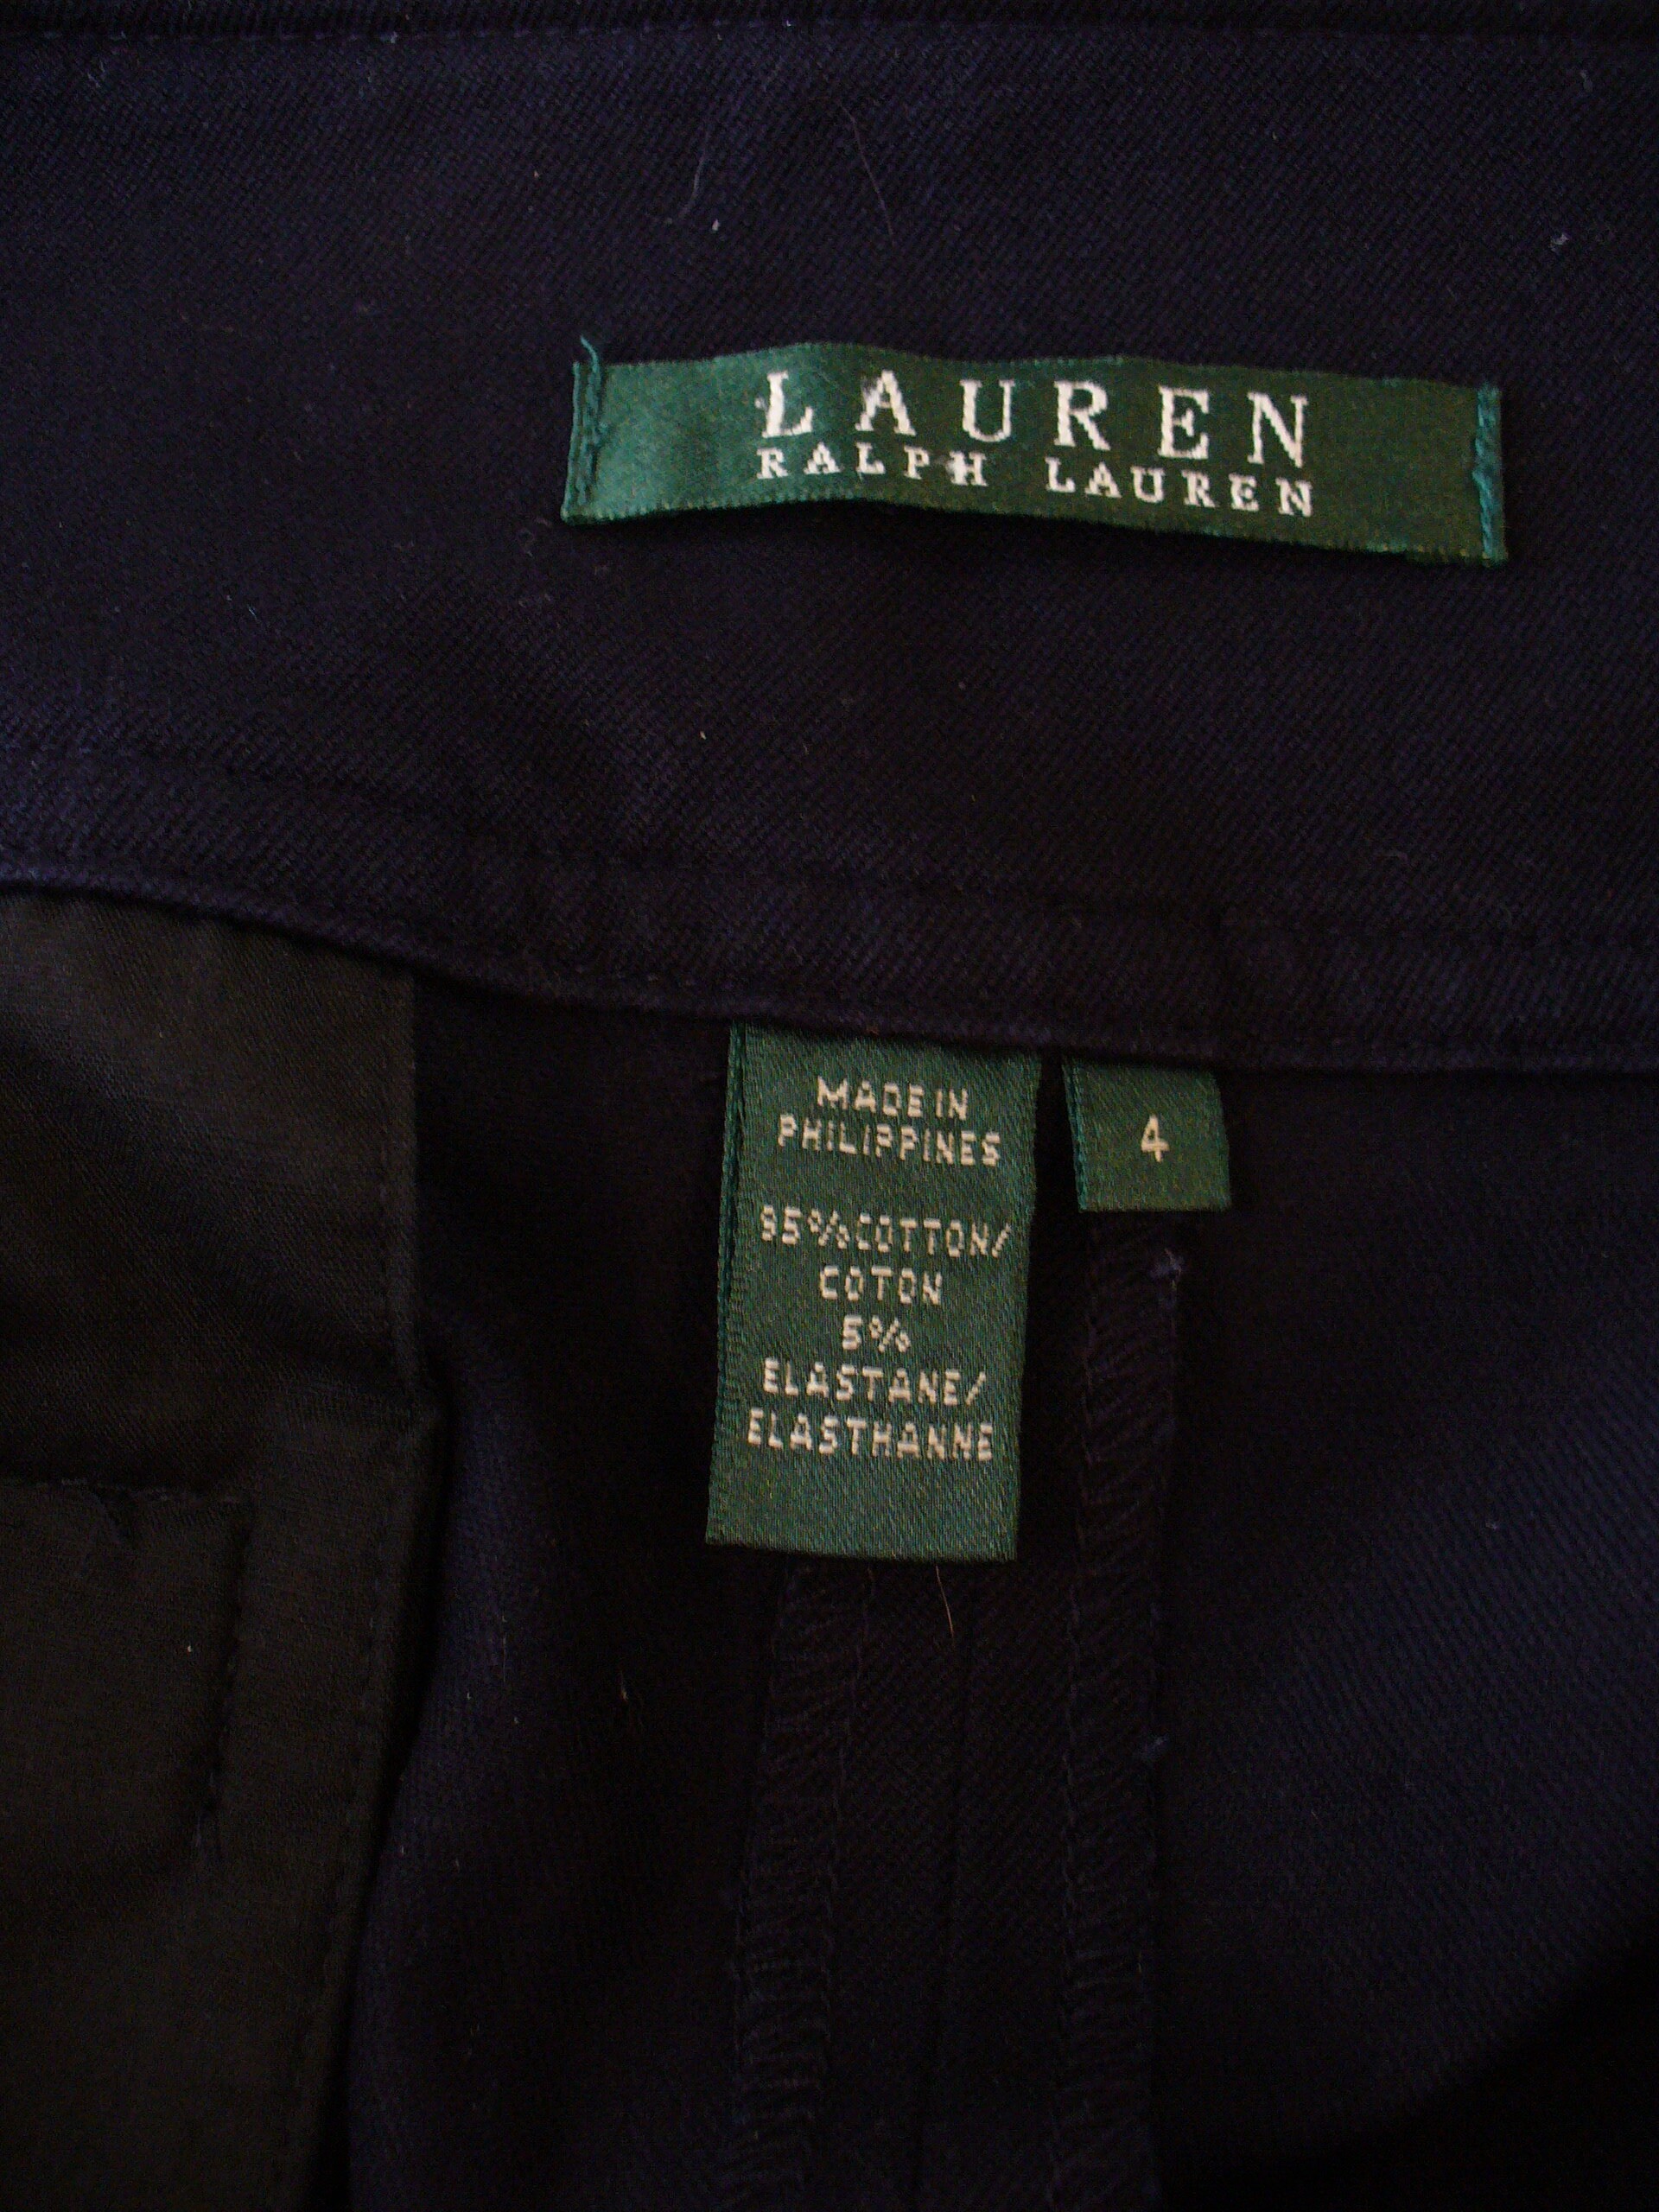 LAUREN
RALPH LAUREN
MADE IN
PHILIPPINES
95% COTTON/
COTON
5%
ELASTANE/
ELASTHANNE
4